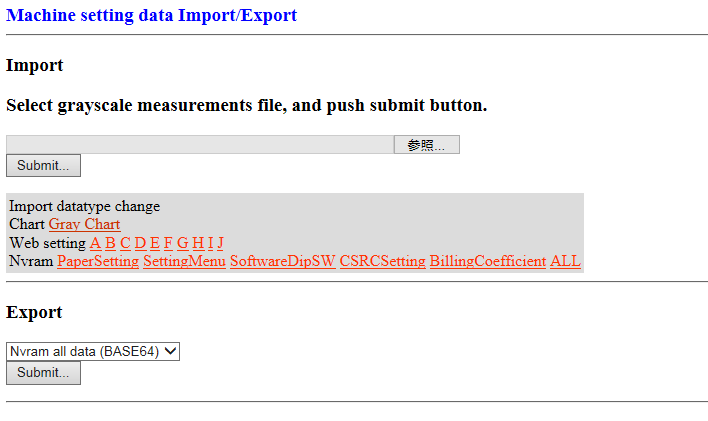 Machine setting data Import/Export
Import
Select grayscale measurements file, and push submit button.
参照...
Submit...
Import datatype change
Chart Gray Chart
Web setting A B C D E F G H I J
Nvram PaperSetting SettingMenu SoftwareDipSW CSRCSetting BillingCoefficient ALL
Export
Nvram all data (BASE64)
Submit...